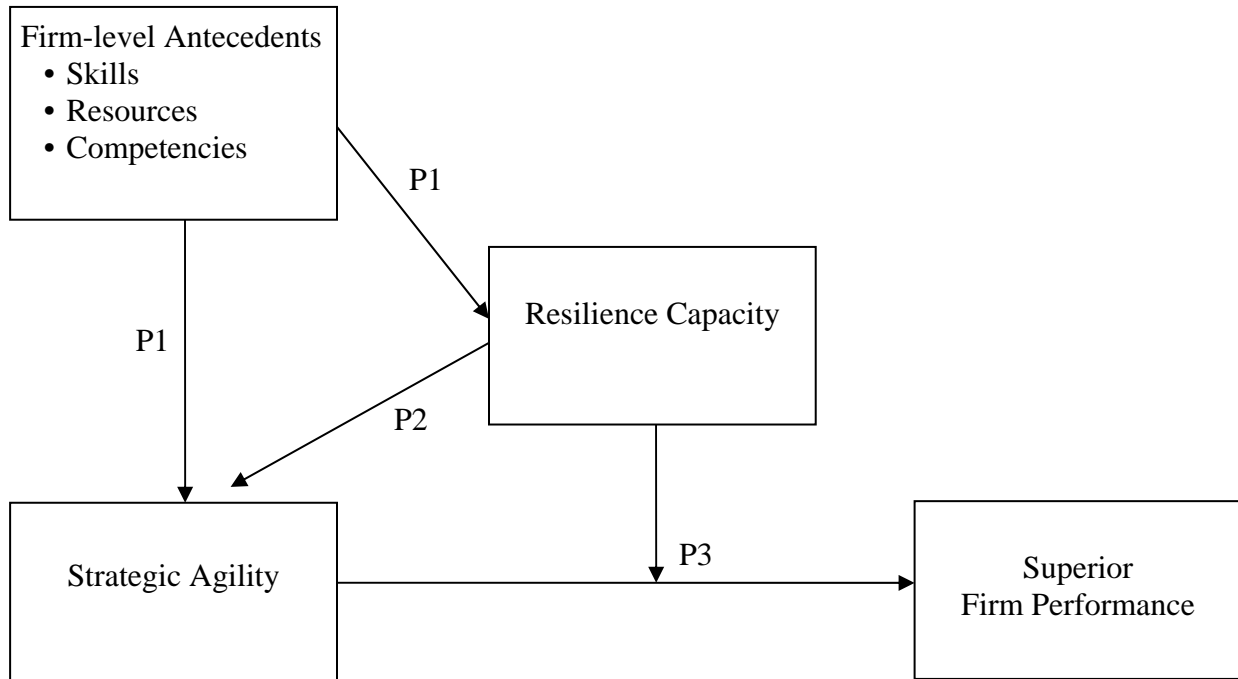 Firm-level Antecedents
• Skills
• Resources
• Competencies
P1
Resilience Capacity
P1
P2
Strategic Agility
P3
Superior
Firm Performance